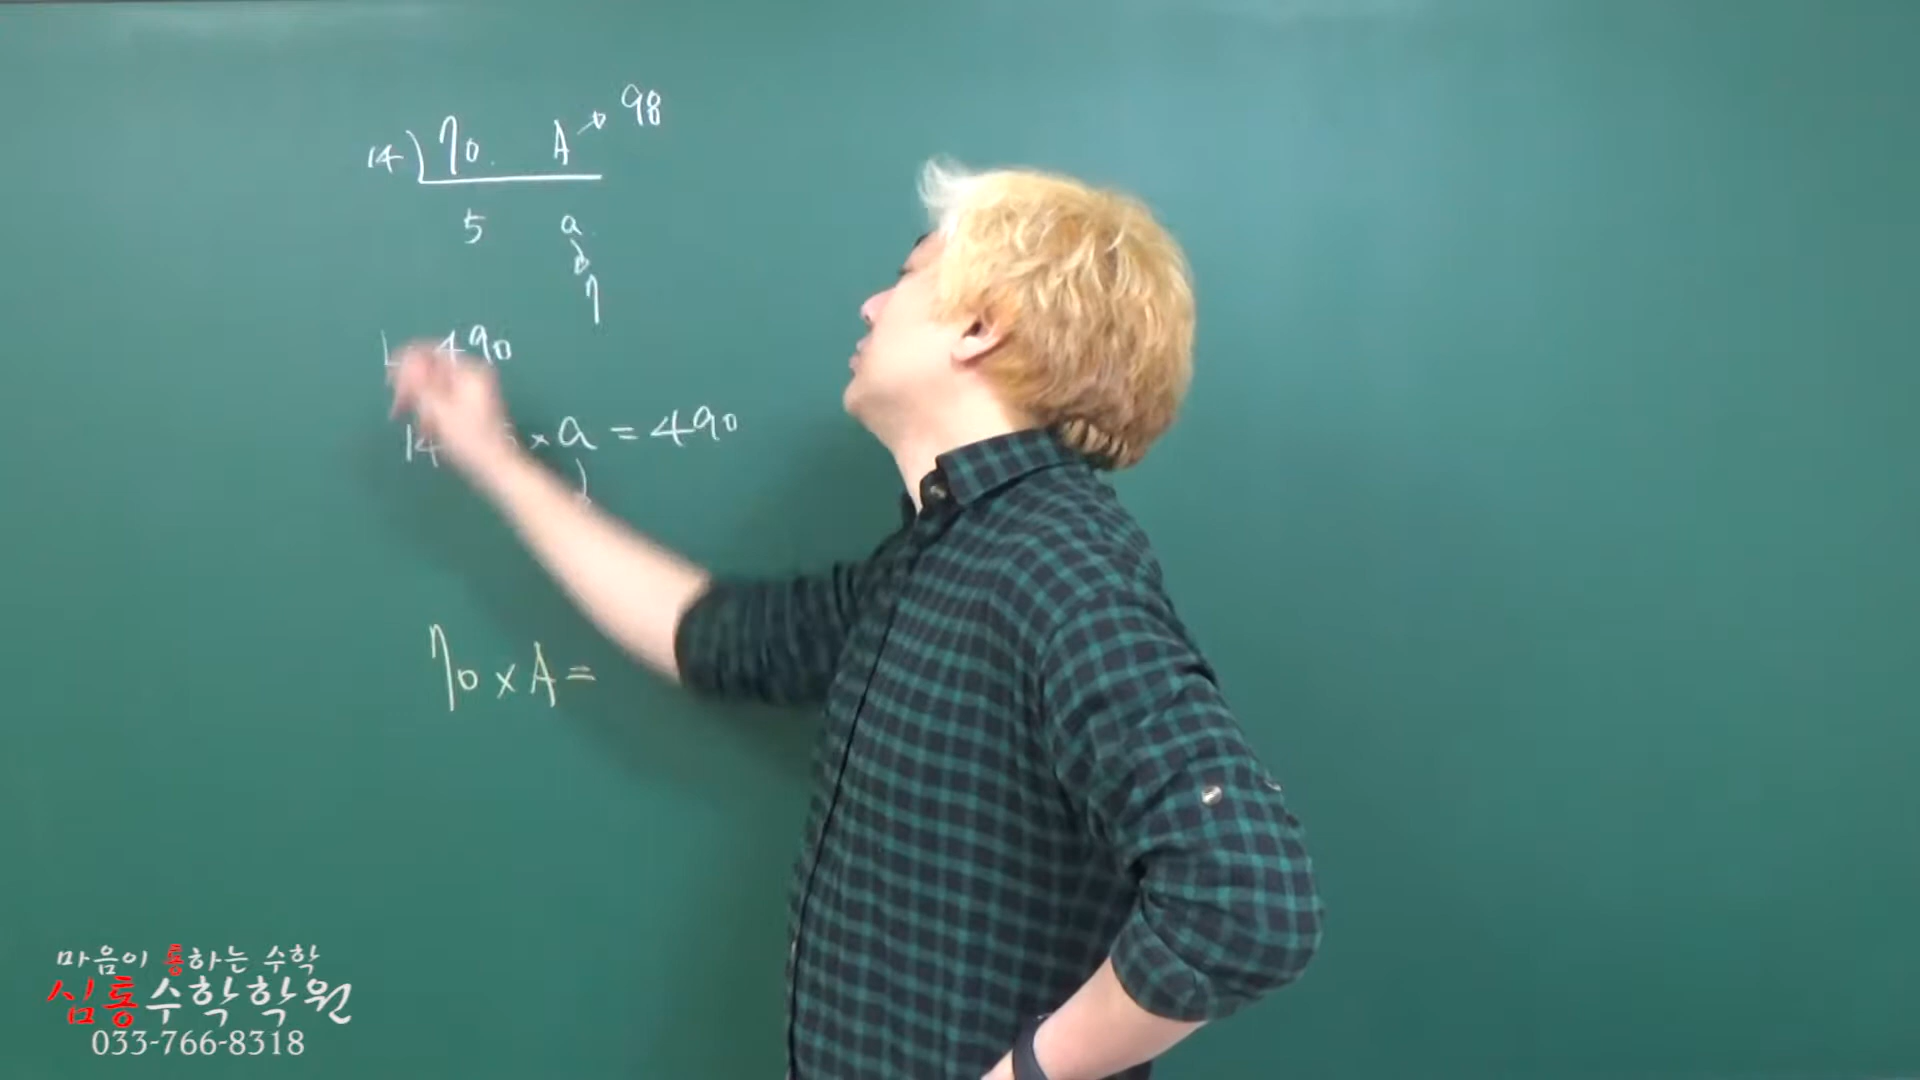 14 ) 70 A → 98
5 a
↓
7
L 490
14 × a = 490
70 × A =
마음이 통하는 수학
심통수학학원
033-766-8318